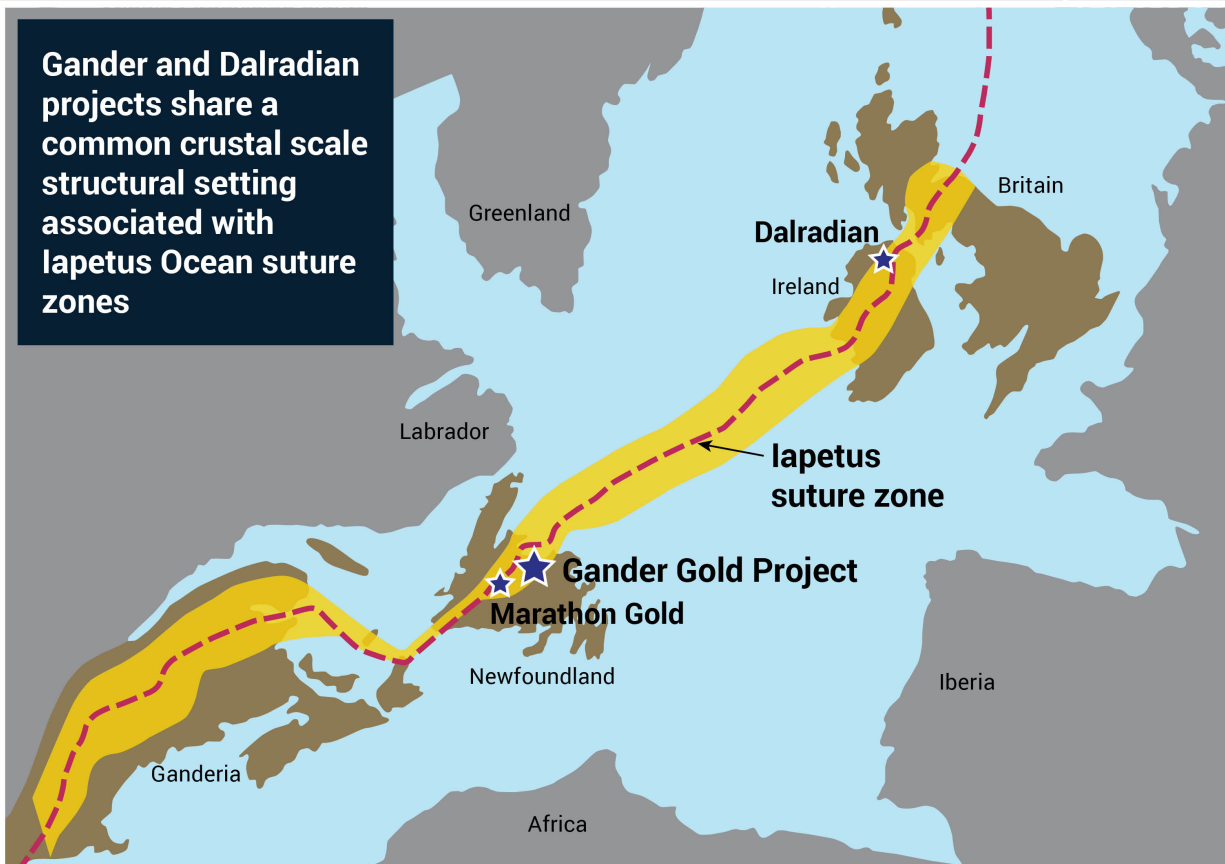 Gander and Dalradian
projects share a
common crustal scale
structural setting
associated with
Iapetus Ocean suture
zones
Greenland
Britain
Dalradian
Ireland
Labrador
Iapetus
suture zone
Gander Gold Project
Marathon Gold
Newfoundland
Iberia
Ganderia
Africa